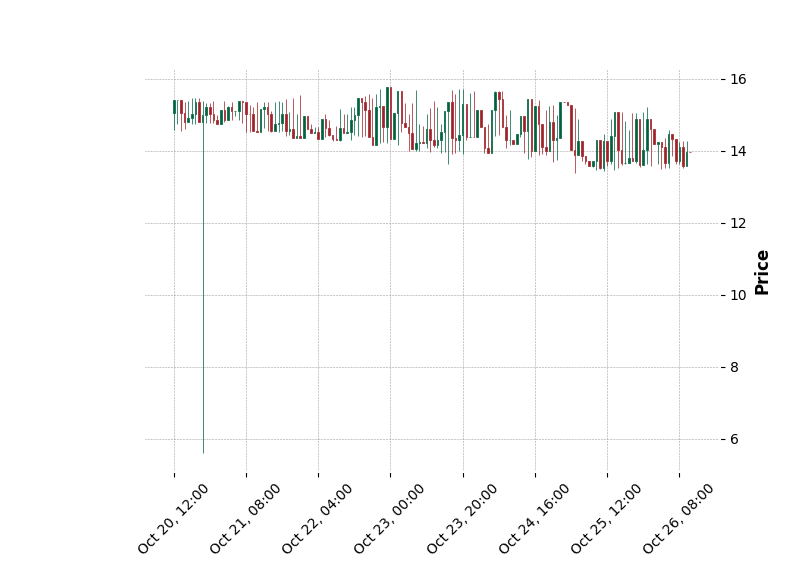 16
14
12
10
8
6
Price
Oct 20, 12:00
Oct 21, 08:00
Oct 22, 04:00
Oct 23, 00:00
Oct 23, 20:00
Oct 24, 16:00
Oct 25, 12:00
Oct 26, 08:00